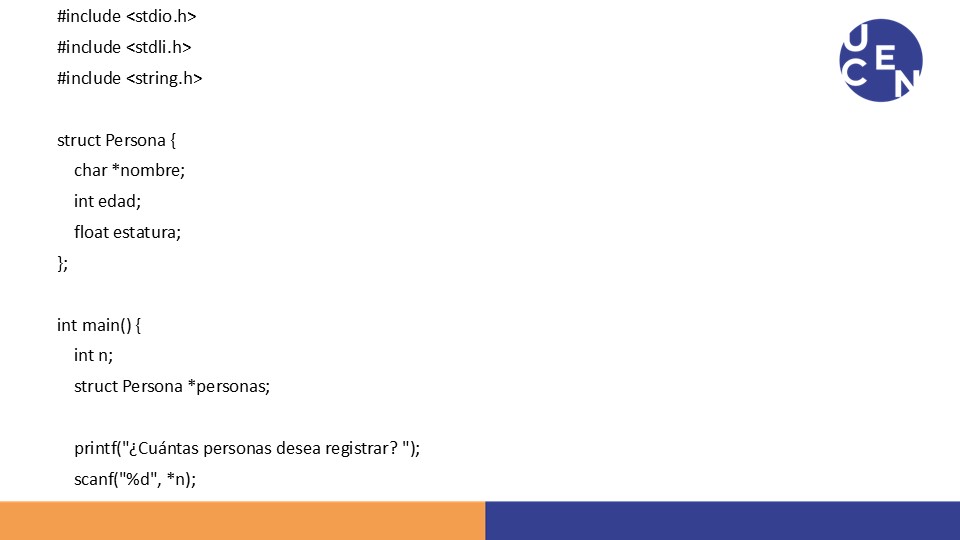 #include <stdio.h>
#include <stdli.h>
#include <string.h>
struct Persona {
char *nombre;
int edad;
float estatura;
};
int main() {
int n;
struct Persona *personas;
printf("¿Cuántas personas desea registrar? ");
scanf("%d", *n);
UCEN